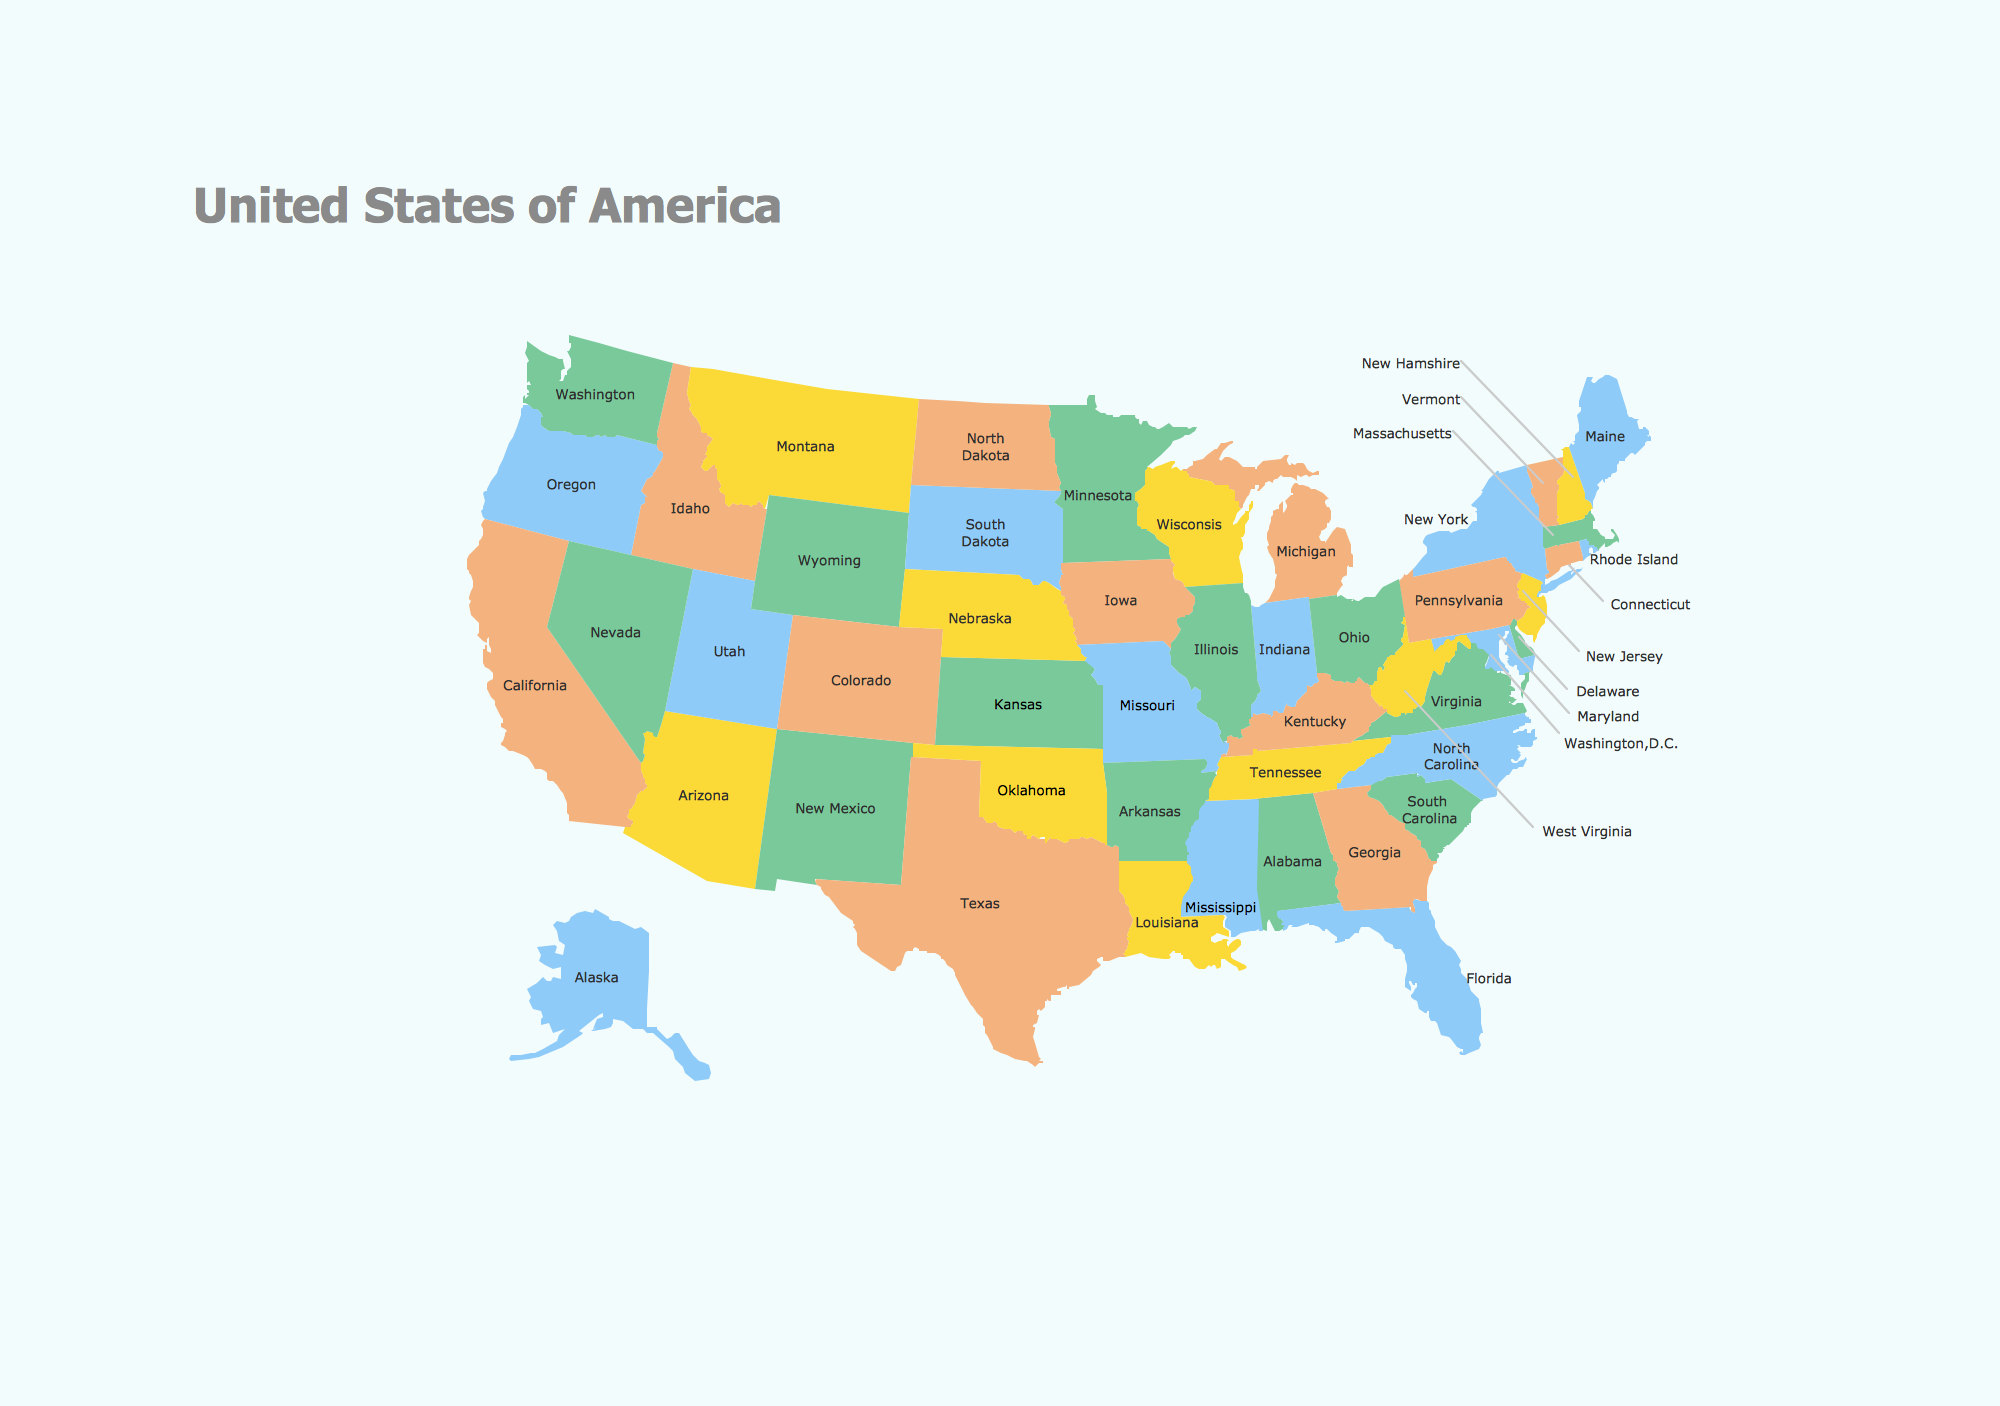 United States of America
New Hamshire
Washington
Vermont
Massachusetts
Maine
Montana
North
Dakota
Oregon
Minnesota
Idaho
New York
South
Dakota
Wisconsis
Michigan
Wyoming
Rhode Island
Iowa
Pennsylvania
Connecticut
Nebraska
Nevada
Ohio
Utah
Illinois
Indiana
New Jersey
California
Colorado
Delaware
Kansas
Missouri
Virginia
Maryland
Kentucky
Washington,D.C.
North
Carolina
Tennessee
Arizona
Oklahoma
New Mexico
Arkansas
South
Carolina
West Virginia
Georgia
Alabama
Texas
Mississippi
Louisiana
Alaska
Florida